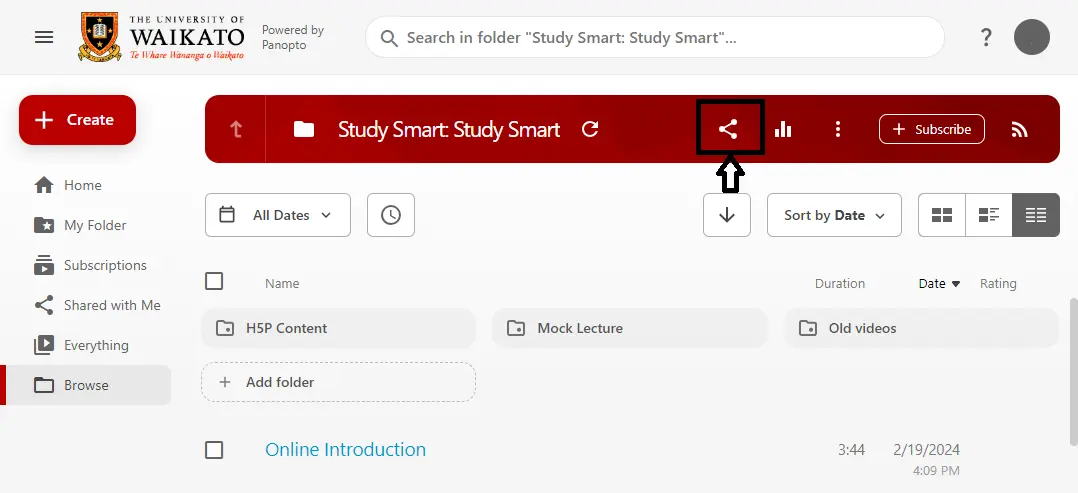 THE UNIVERSITY OF
WAIKATO
Te Whare Wānanga o Waikato
Powered by
Panopto
Search in folder "Study Smart: Study Smart"...
?
+ Create
Study Smart: Study Smart
+ Subscribe
Home
My Folder
Subscriptions
Shared with Me
Everything
Browse
All Dates
Sort by Date
Name Duration Date Rating
H5P Content Mock Lecture Old videos
+ Add folder
Online Introduction 3:44 2/19/2024
4:09 PM